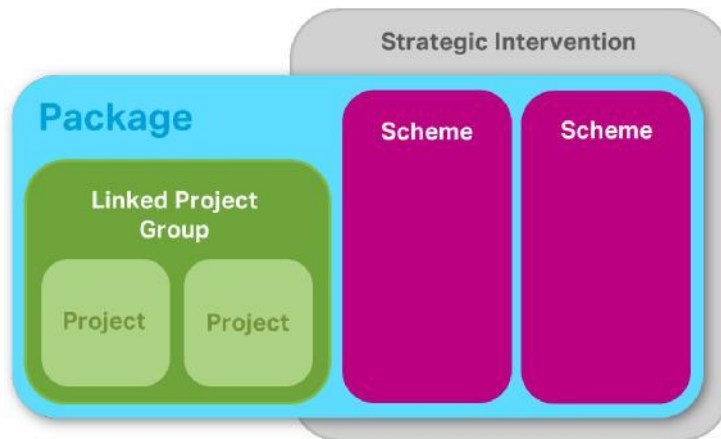 Strategic Intervention
Package
Linked Project
Group
Project
Project
Scheme
Scheme